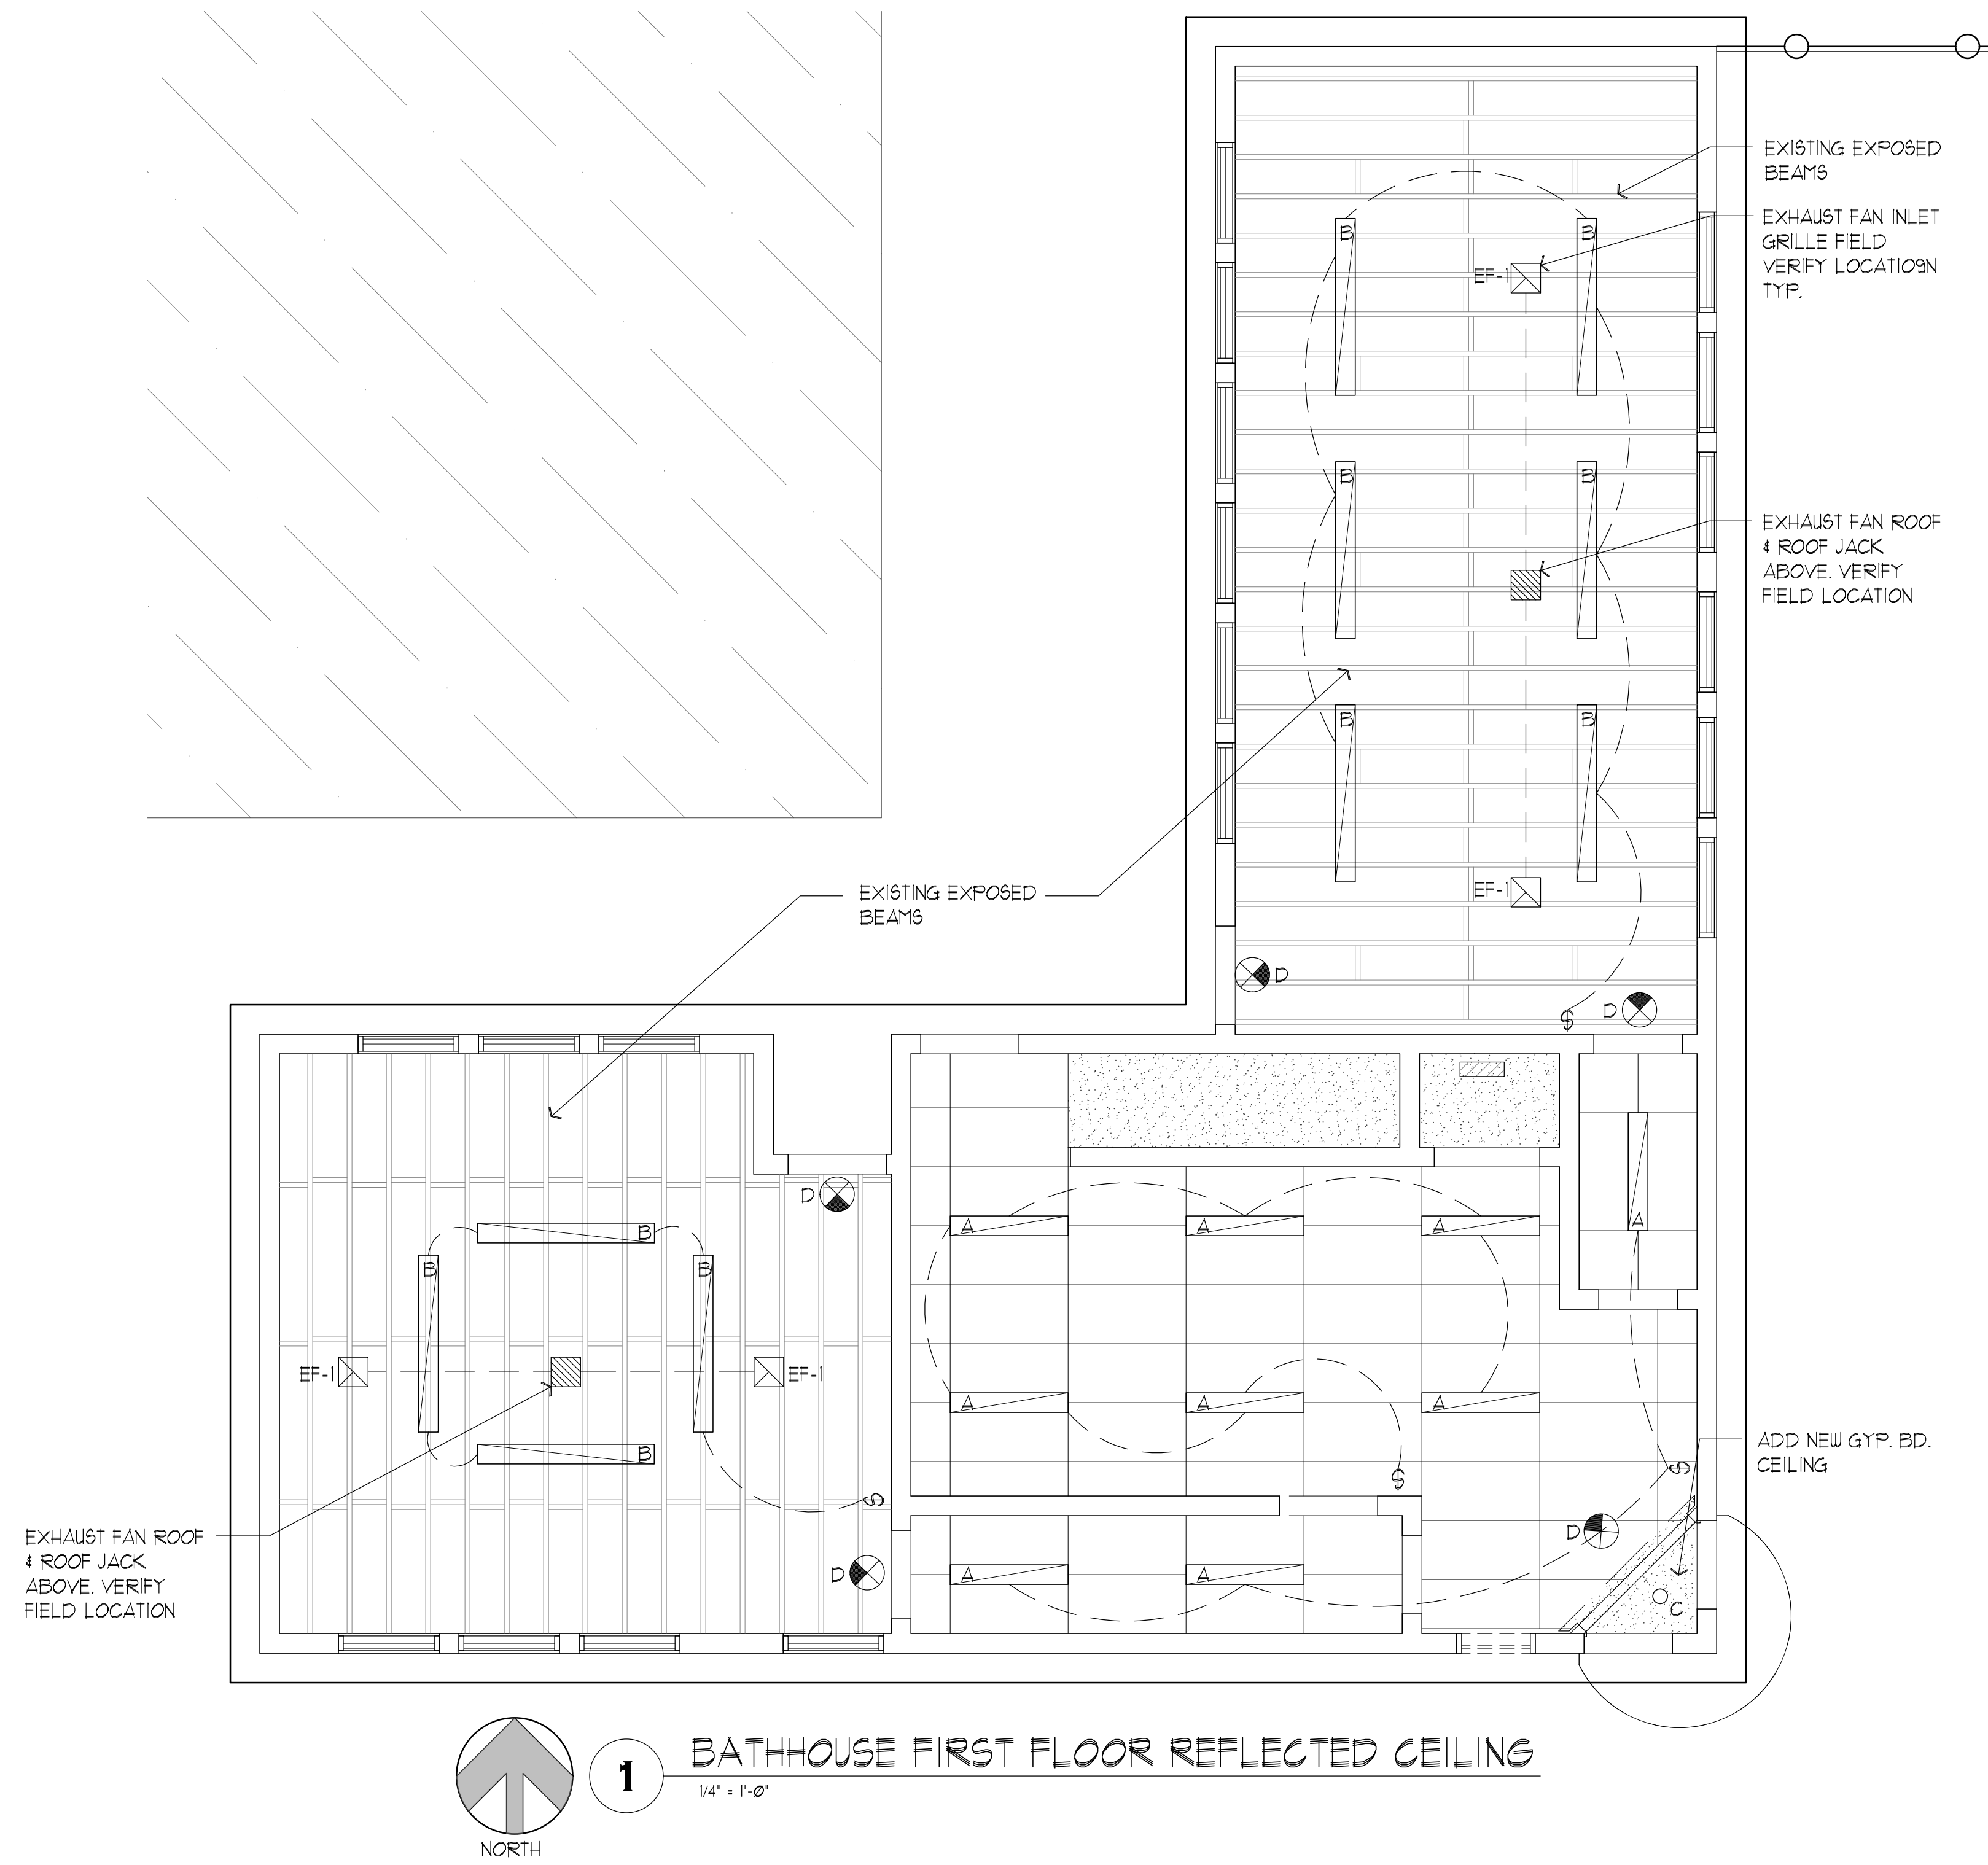 EXISTING EXPOSED
BEAMS
EXHAUST FAN INLET
GRILLE FIELD
VERIFY LOCATIO9N
TYP.
B
B
EF-1
B
B
EXHAUST FAN ROOF
& ROOF JACK
ABOVE. VERIFY
FIELD LOCATION
B
B
EXISTING EXPOSED
BEAMS
EF-1
D
D
$
D
A
A
A
A
B
B
B
EF-1
EF-1
A
A
A
B
$
$
$
ADD NEW GYP. BD.
CEILING
EXHAUST FAN ROOF
& ROOF JACK
ABOVE. VERIFY
FIELD LOCATION
D
D
A
A
C
1
BATHHOUSE FIRST FLOOR REFLECTED CEILING
1/4" = 1'-0"
NORTH